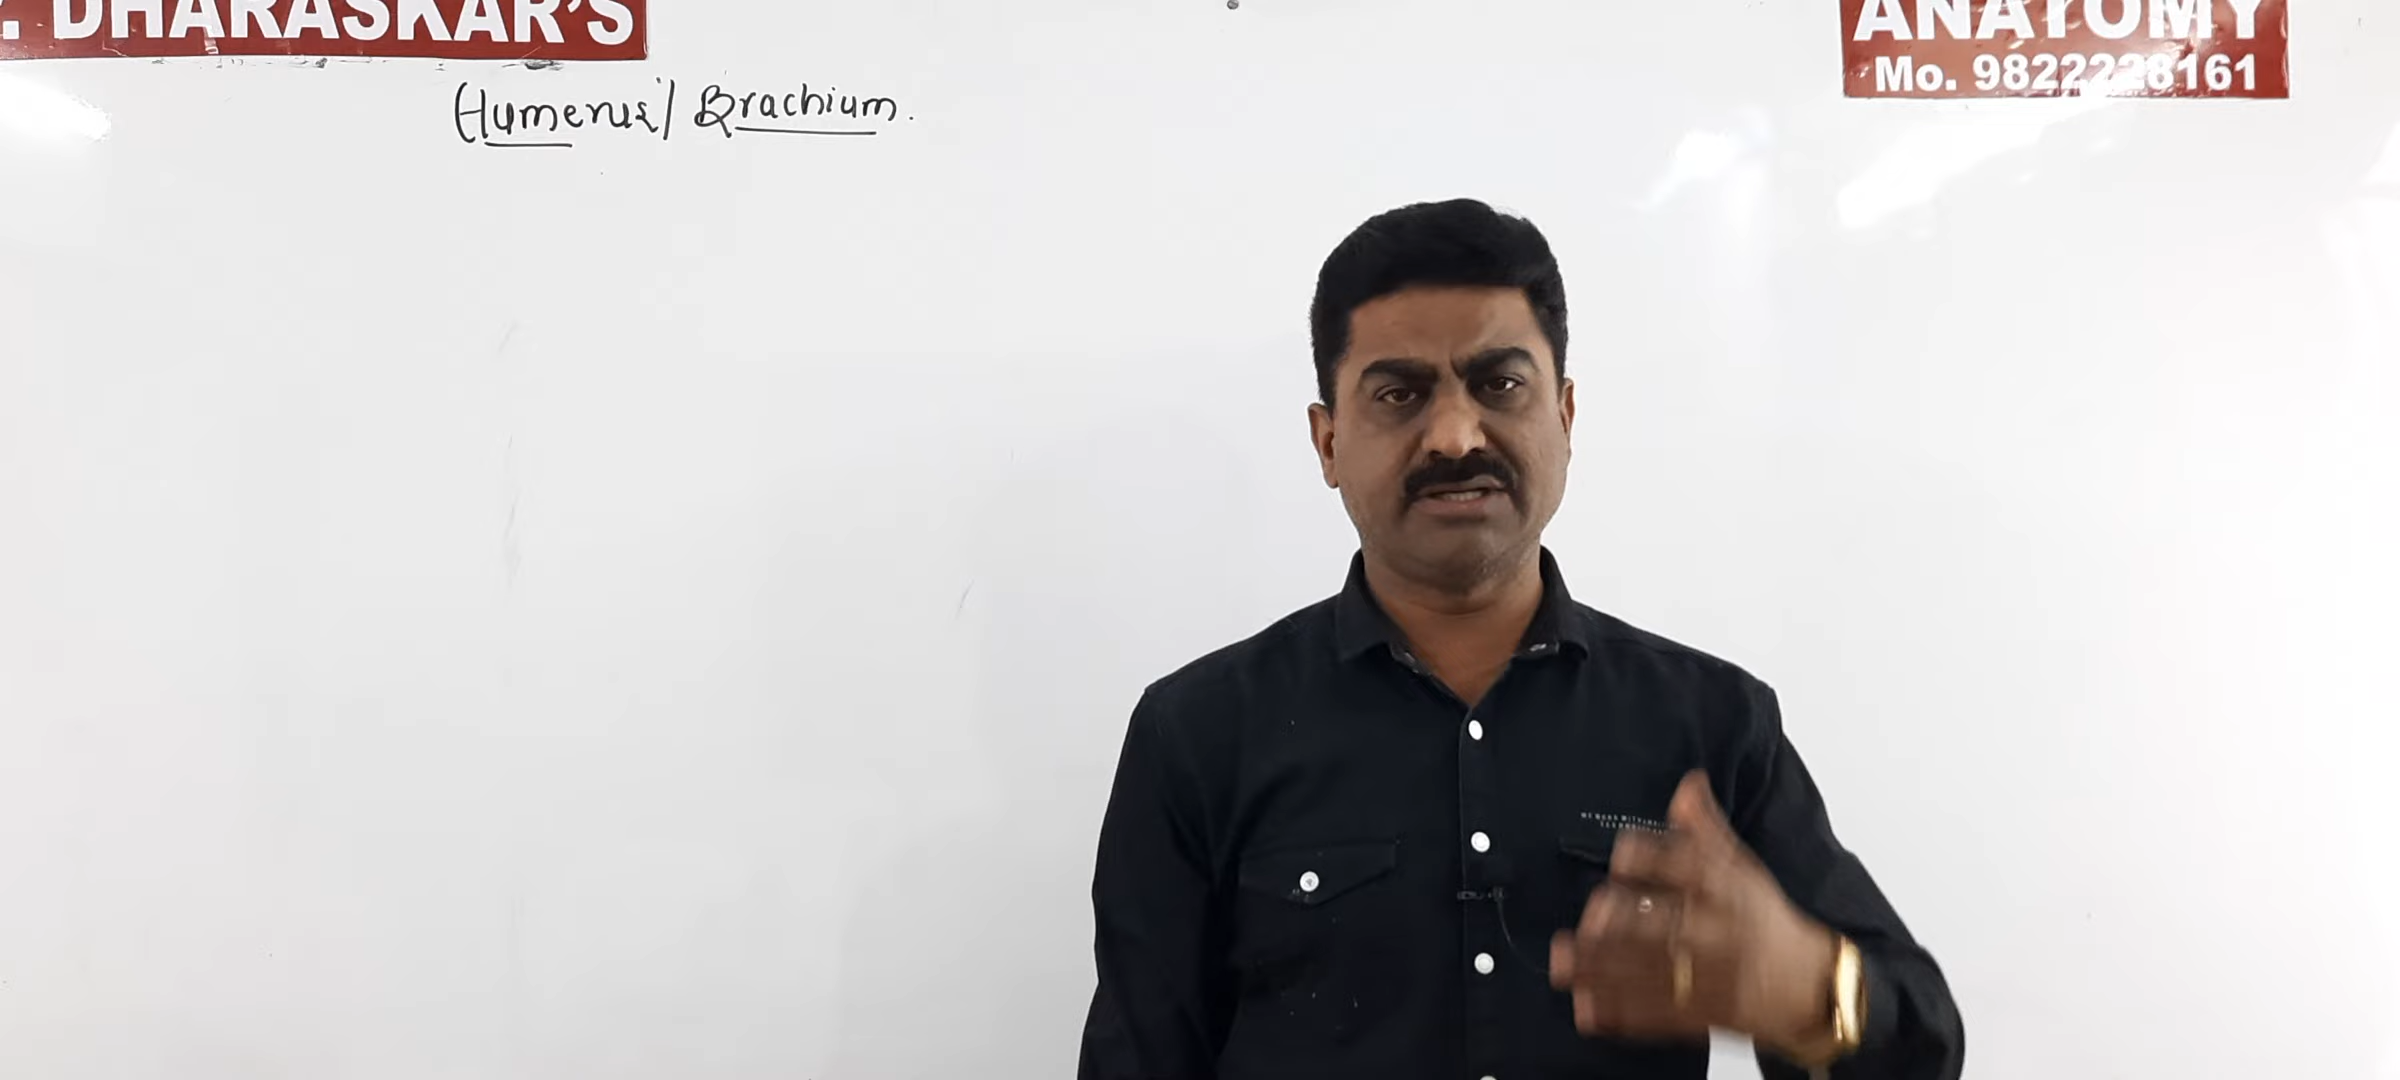 . DHARASKAR'S
ANATOMY
Mo. 9822228161
Humerus / Brachium.